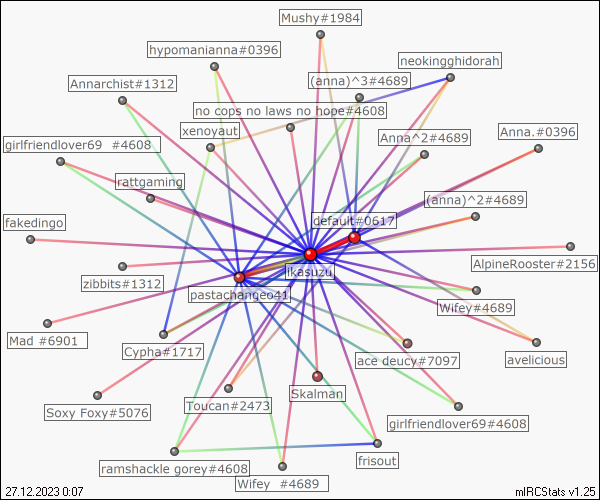 Mushy#1984
hypomanianna#0396
neokingghidorah
Annarchist#1312
(anna)^3#4689
no cops no laws no hope#4608
xenoyaut
Anna.#0396
girlfriendlover69 #4608
Anna^2#4689
rattgaming
(anna)^2#4689
default#0617
fakedingo
AlpineRooster#2156
likasuzu
zibbits#1312
pastachangeo41
Wifey#4689
Mad #6901
Cypha#1717
ace deucy#7097
avelicious
Skalman
Soxy Foxy#5076
Toucan#2473
girlfriendlover69#4608
frisout
ramshackle gorey#4608
Wifey #4689
27.12.2023 0:07
mIRCStats v1.25